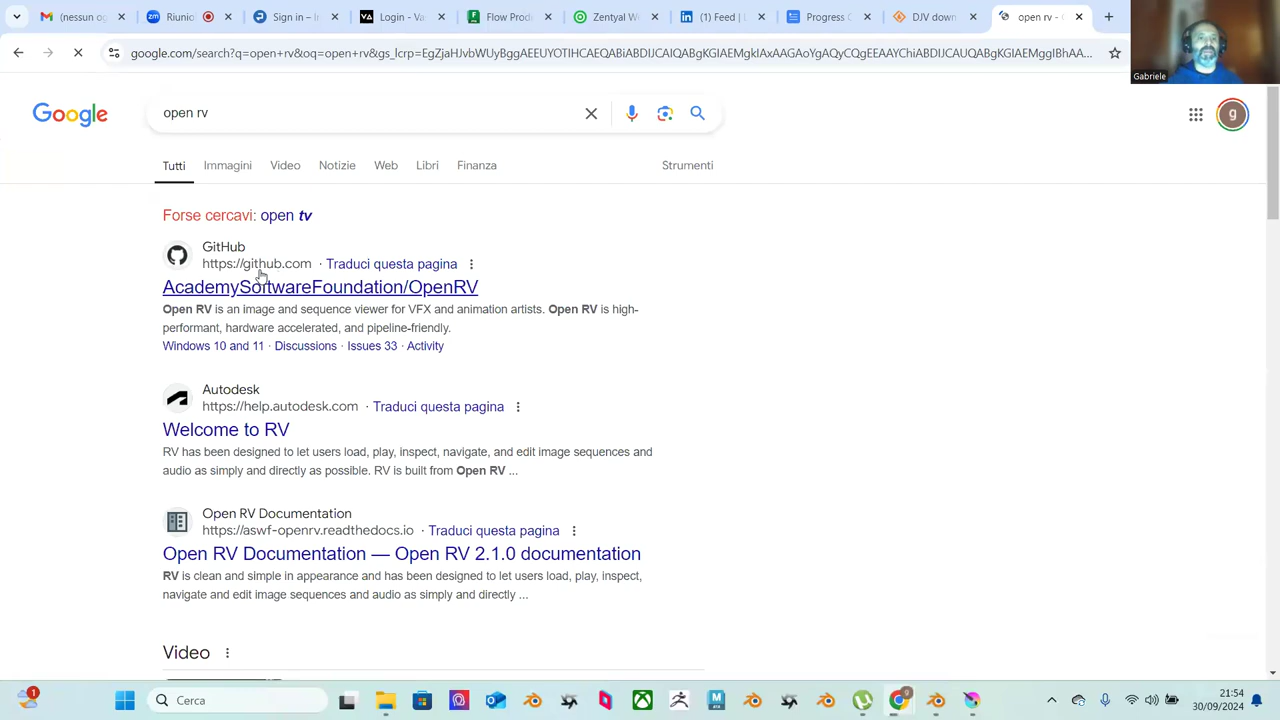 (nessun og
Riunio
Sign in – I
Login - Va
Flow Produ
Zentyal We
(1) Feed | L
Progress C
DJV down
open rv - C
google.com/search?q=open+rv&oq=open+rv&gs_lcrp=EgZjaHJvbWUyBggAEEUYOTIHCAEQABiABDIJCAIQABgKGIAEMgkIAxAAGAoYgAQyCQgEEAAYChiABDIJCAUQABgKGIAEMggIBhAA...
Gabriele
Google
open rv
g
Tutti Immagini Video Notizie Web Libri Finanza Strumenti
Forse cercavi: open tv
GitHub
https://github.com · Traduci questa pagina
AcademySoftwareFoundation/OpenRV
Open RV is an image and sequence viewer for VFX and animation artists. Open RV is high-
performant, hardware accelerated, and pipeline-friendly.
Windows 10 and 11 · Discussions · Issues 33 · Activity
Autodesk
https://help.autodesk.com · Traduci questa pagina
Welcome to RV
RV has been designed to let users load, play, inspect, navigate, and edit image sequences and
audio as simply and directly as possible. RV is built from Open RV ...
Open RV Documentation
https://aswf-openrv.readthedocs.io · Traduci questa pagina
Open RV Documentation — Open RV 2.1.0 documentation
RV is clean and simple in appearance and has been designed to let users load, play, inspect,
navigate and edit image sequences and audio as simply and directly ...
Video
1
Cerca
21:54
30/09/2024